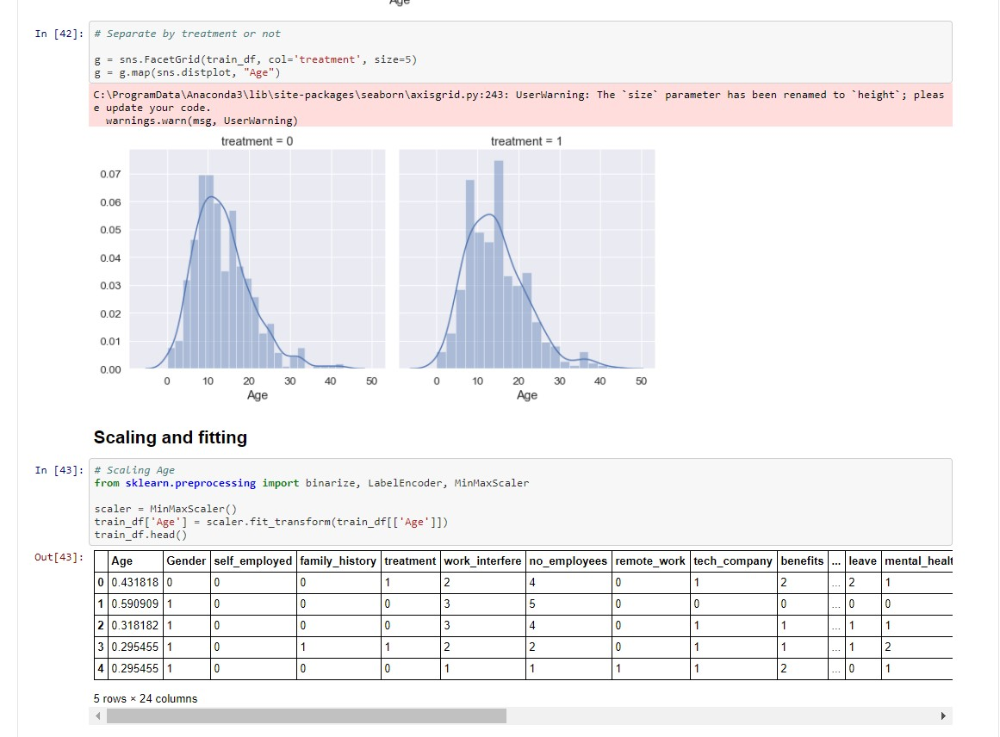 Age
In [42]: # Separate by treatment or not
g = sns.FacetGrid(train_df, col='treatment', size=5)
g = g.map(sns.distplot, "Age")
C:\ProgramData\Anaconda3\lib\site-packages\seaborn\axisgrid.py:243: UserWarning: The `size` parameter has been renamed to `height`; pleas
e update your code.
warnings.warn(msg, UserWarning)
treatment = 0 treatment = 1
0.07
0.06
0.05
0.04
0.03
0.02
0.01
0.00
0 10 20 30 40 50 0 10 20 30 40 50
Age Age
Scaling and fitting
In [43]: # Scaling Age
from sklearn.preprocessing import binarize, LabelEncoder, MinMaxScaler
scaler = MinMaxScaler()
train_df['Age'] = scaler.fit_transform(train_df[['Age']])
train_df.head()
Out[43]: Age Gender self_employed family_history treatment work_interfere no_employees remote_work tech_company benefits ... leave mental_healt
0 0.431818 0 0 0 1 2 4 0 1 2 ... 2 1
1 0.590909 1 0 0 0 3 5 0 0 0 ... 0 0
2 0.318182 1 0 0 0 3 4 0 1 1 ... 1 1
3 0.295455 1 0 1 1 2 2 0 1 1 ... 1 2
4 0.295455 1 0 0 0 1 1 1 1 2 ... 0 1
5 rows × 24 columns